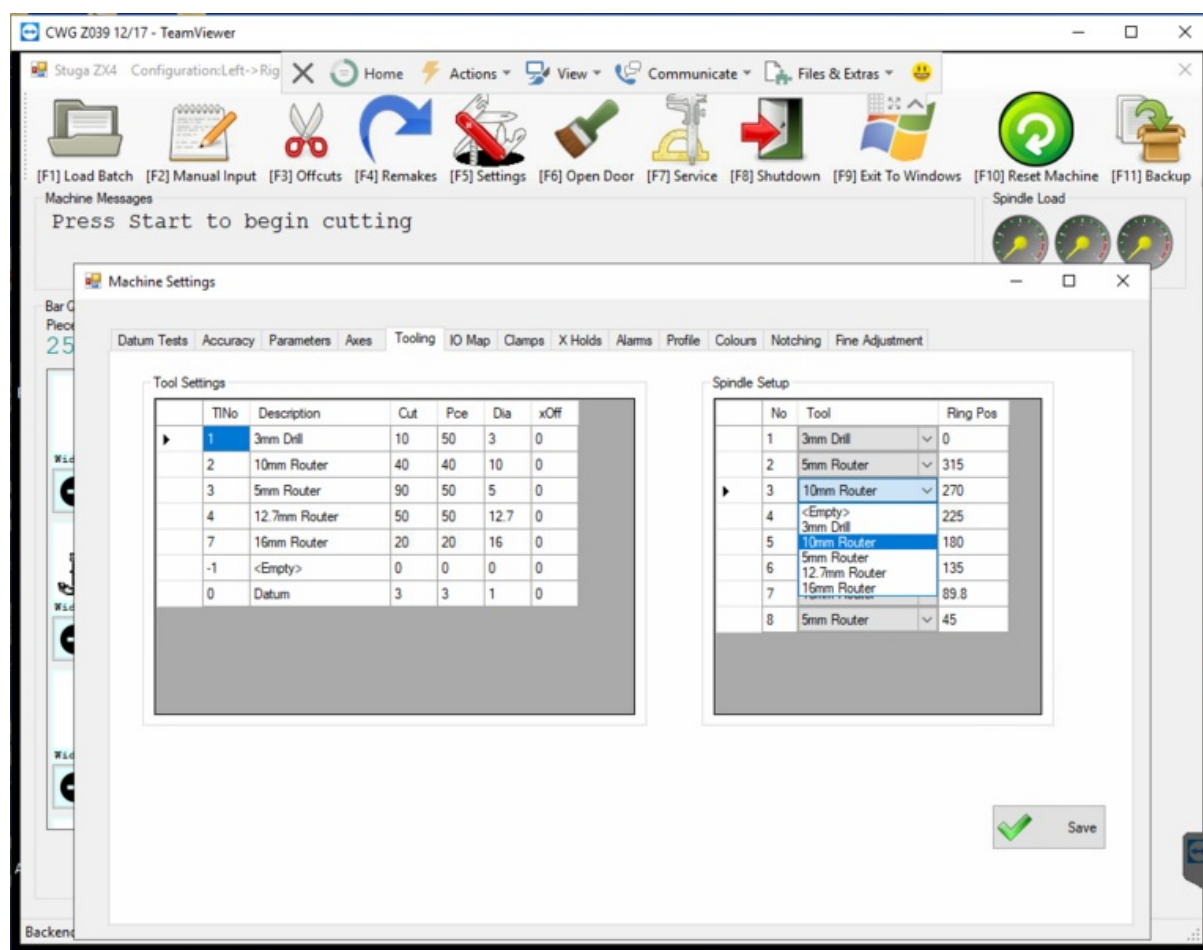 CWG Z039 12/17 - TeamViewer
Stuga ZX4 Configuration:Left->Rig
Home Actions View Communicate Files & Extras
[F1] Load Batch [F2] Manual Input [F3] Offcuts [F4] Remakes [F5] Settings [F6] Open Door [F7] Service [F8] Shutdown [F9] Exit To Windows [F10] Reset Machine [F11] Backup
Machine Messages Spindle Load
Press Start to begin cutting
Machine Settings
Bar
Piece
25
Datum Tests Accuracy Parameters Axes Tooling IO Map Clamps X Holds Alarms Profile Colours Notching Fine Adjustment
Tool Settings Spindle Setup
TlNo Description Cut Pce Dia xOff No Tool Ring Pos
1 3mm Drill 10 50 3 0 1 3mm Drill 0
2 10mm Router 40 40 10 0 2 5mm Router 315
3 5mm Router 90 50 5 0 3 10mm Router 270
4 12.7mm Router 50 50 12.7 0 4 <Empty> 225
3mm Drill
7 16mm Router 20 20 16 0 5 10mm Router 180
5mm Router
-1 <Empty> 0 0 0 0 6 12.7mm Router 135
16mm Router
0 Datum 3 3 1 0 7 89.8
8 5mm Router 45
Wid
Wid
Wid
Save
Backend